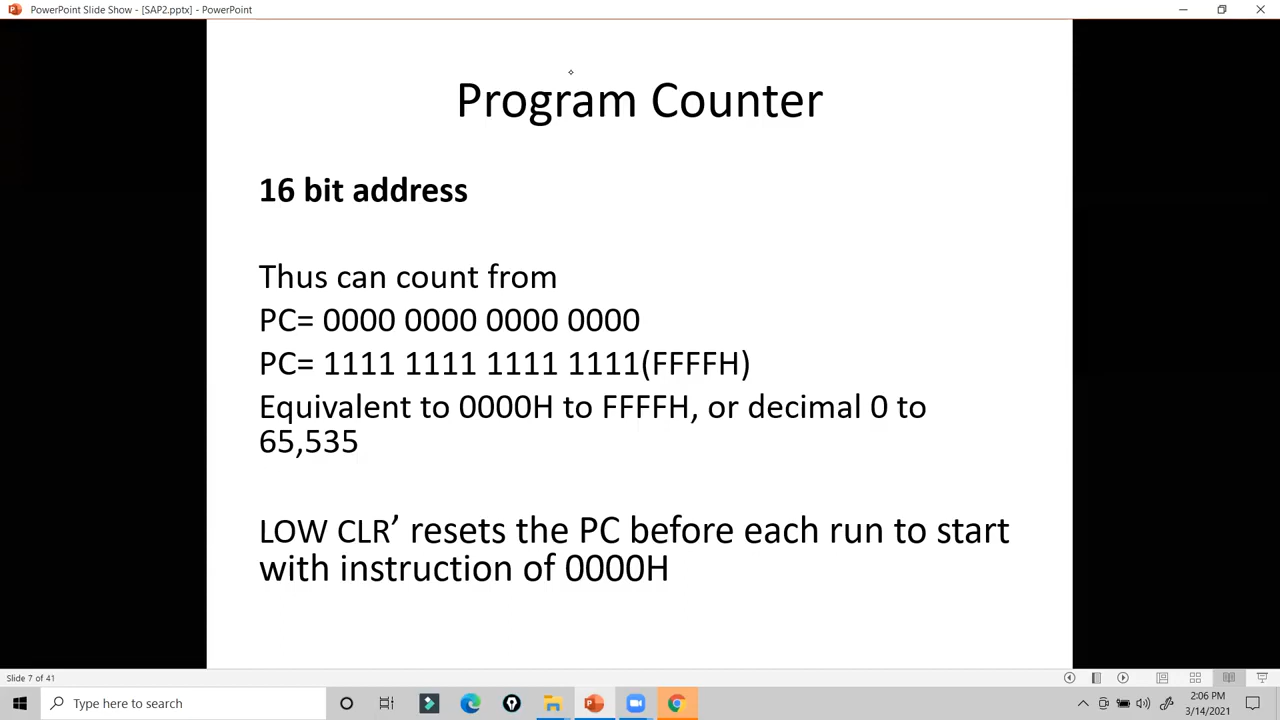 PowerPoint Slide Show - [SAP2.pptx] - PowerPoint
Program Counter
16 bit address
Thus can count from
PC= 0000 0000 0000 0000
PC= 1111 1111 1111 1111(FFFFH)
Equivalent to 0000H to FFFFH, or decimal 0 to
65,535
LOW CLR’ resets the PC before each run to start
with instruction of 0000H
Slide 7 of 41
Type here to search
2:06 PM
3/14/2021